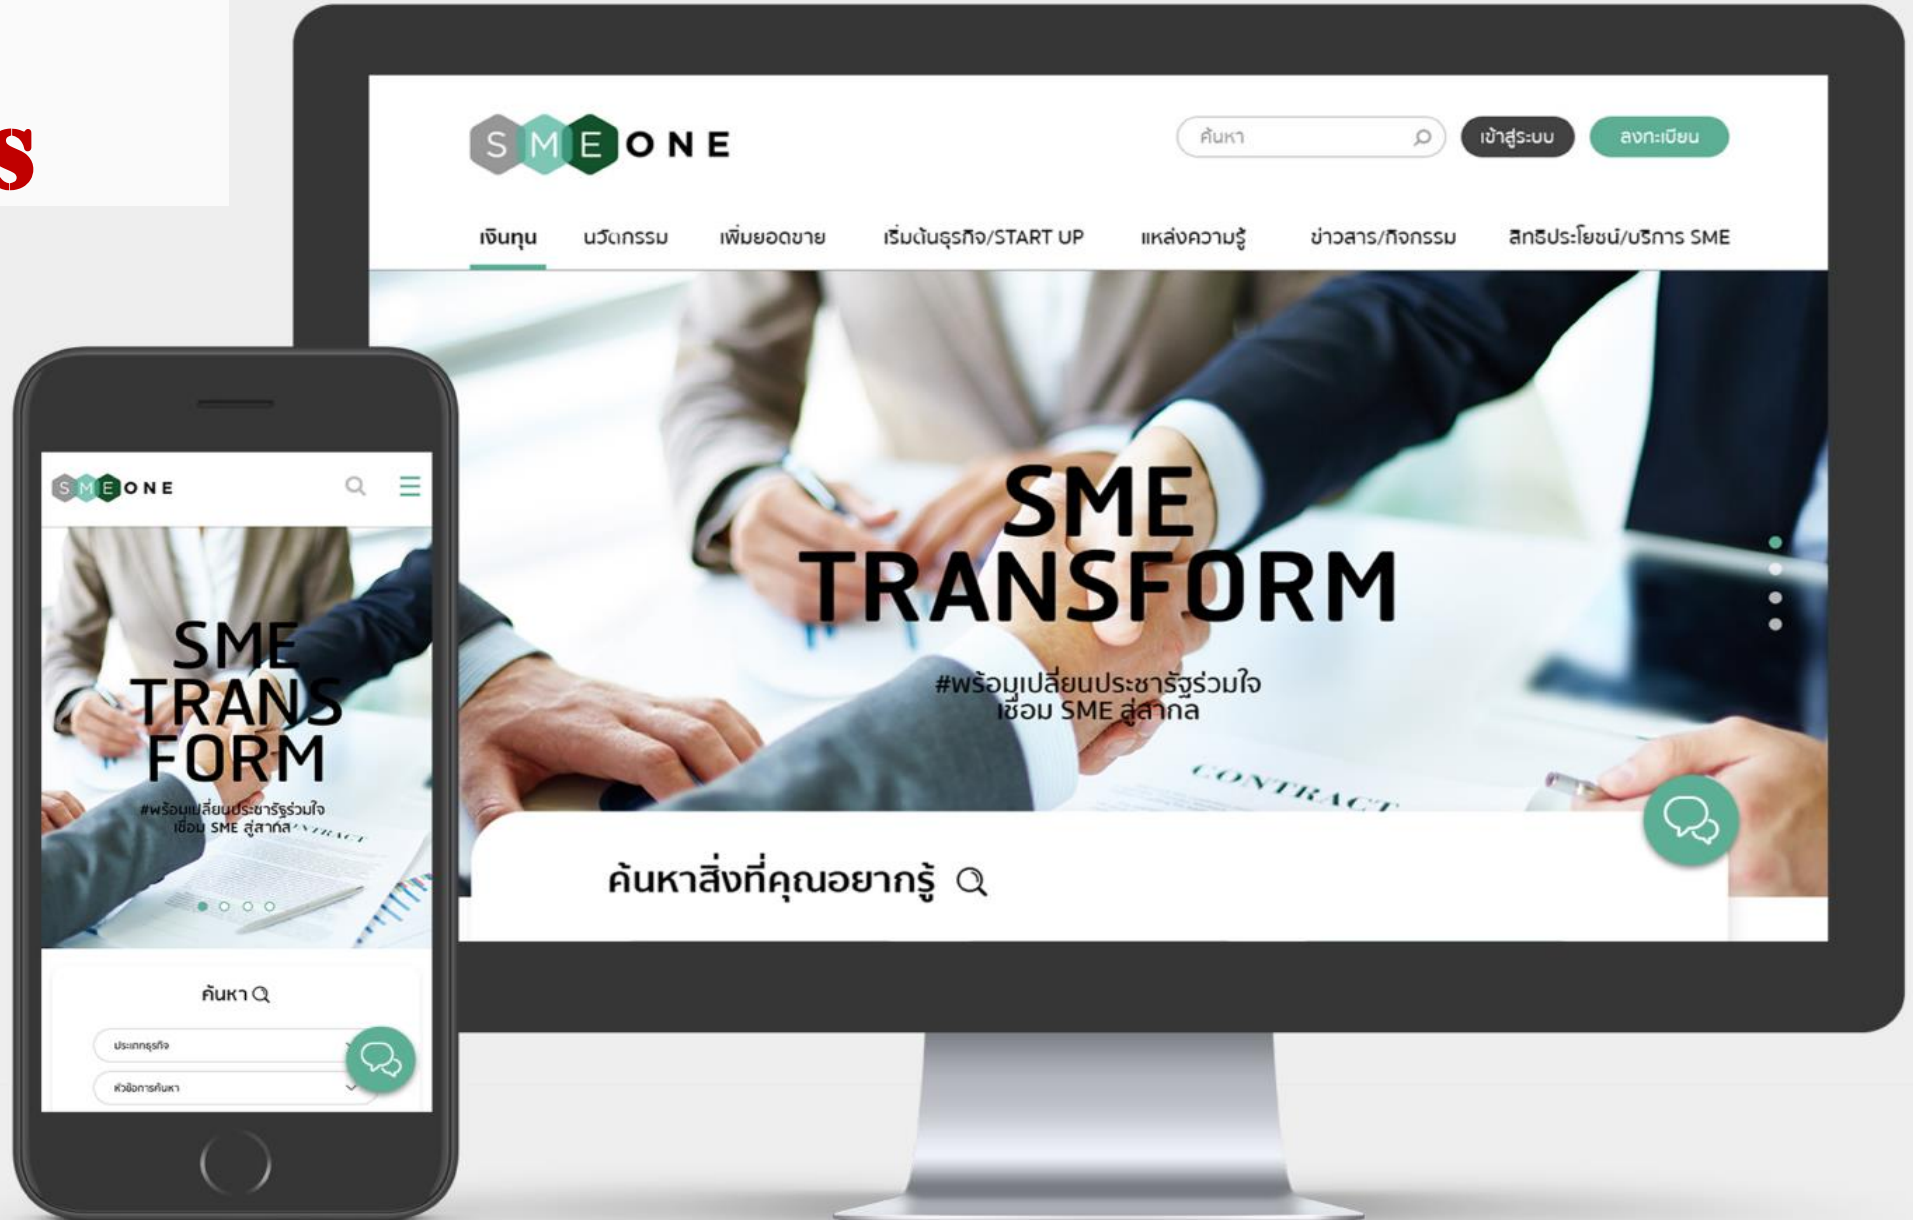 s
SMEONE
ค้นหา
เข้าสู่ระบบ
ลงทะเบียน
เงินทุน
นวัตกรรม
เพิ่มยอดขาย
เริ่มต้นธุรกิจ/START UP
แหล่งความรู้
ข่าวสาร/กิจกรรม
สิทธิประโยชน์/บริการ SME
SME
TRANSFORM
#พร้อมเปลี่ยนประชารัฐร่วมใจ
เชื่อม SME สู่สากล
CONTRACT
ค้นหาสิ่งที่คุณอยากรู้
SMEONE
SME
TRANS
FORM
#พร้อมเปลี่ยนประชารัฐร่วมใจ
เชื่อม SME สู่สากล
CONTRACT
ค้นหา
ประเภทธุรกิจ
หัวข้อการค้นหา